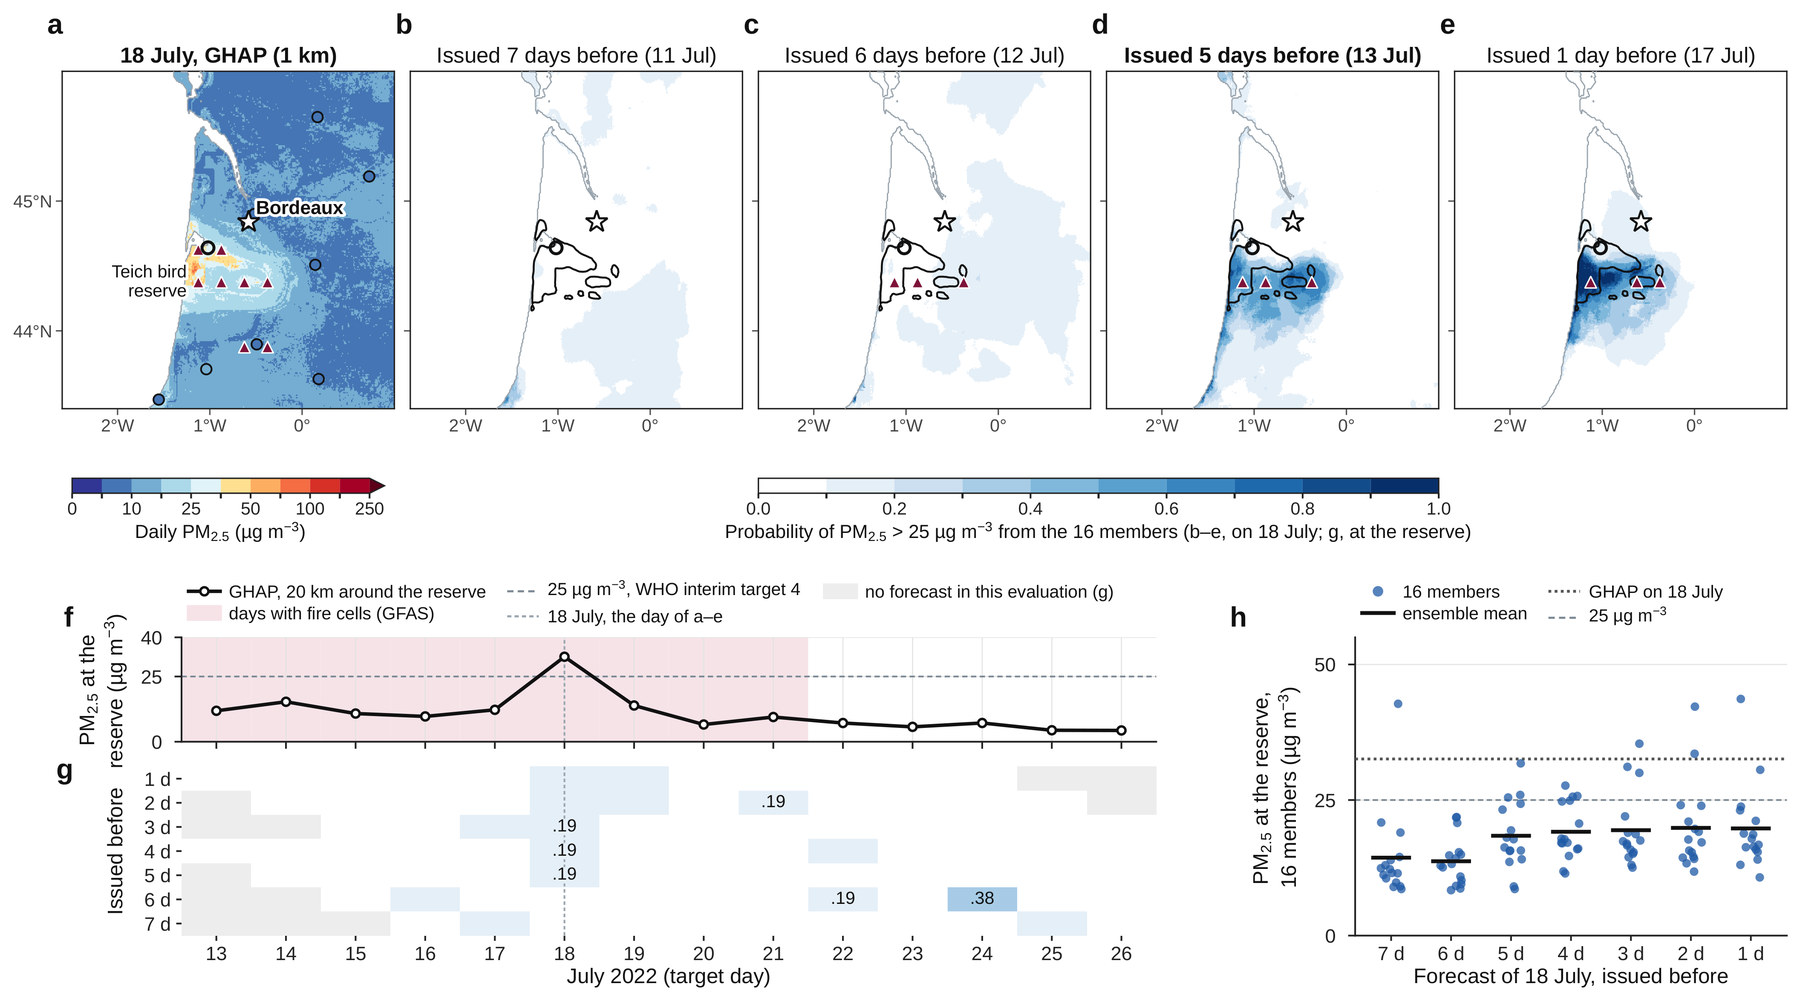 a
18 July, GHAP (1 km)
b
Issued 7 days before (11 Jul)
c
Issued 6 days before (12 Jul)
d
Issued 5 days before (13 Jul)
e
Issued 1 day before (17 Jul)
45°N
44°N
Bordeaux
Teich bird
reserve
2°W 1°W 0°
2°W 1°W 0°
2°W 1°W 0°
2°W 1°W 0°
2°W 1°W 0°
0 10 25 50 100 250
Daily PM2.5 (µg m−3)
0.0 0.2 0.4 0.6 0.8 1.0
Probability of PM2.5 > 25 µg m−3 from the 16 members (b–e, on 18 July; g, at the reserve)
f
GHAP, 20 km around the reserve
days with fire cells (GFAS)
25 µg m−3, WHO interim target 4
18 July, the day of a–e
no forecast in this evaluation (g)
PM2.5 at the
reserve (µg m−3)
40
25
0
g
Issued before
1 d
2 d
3 d
4 d
5 d
6 d
7 d
.19
.19
.19
.19
.19 .38
13 14 15 16 17 18 19 20 21 22 23 24 25 26
July 2022 (target day)
h
16 members
ensemble mean
GHAP on 18 July
25 µg m−3
PM2.5 at the reserve,
16 members (µg m−3)
50
25
0
7 d 6 d 5 d 4 d 3 d 2 d 1 d
Forecast of 18 July, issued before